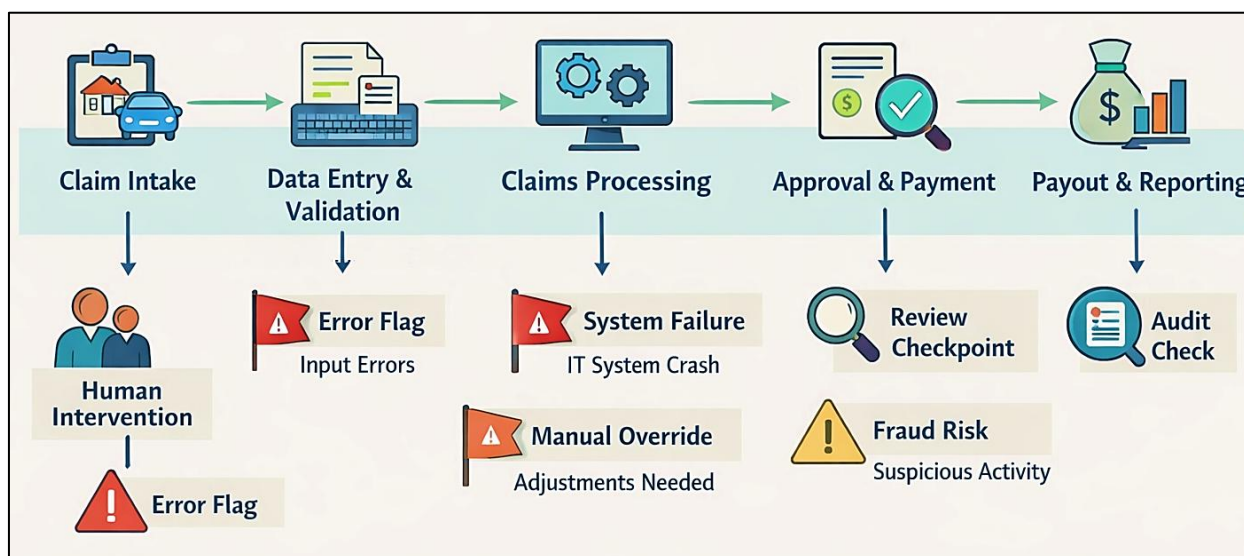 Claim Intake
Data Entry &
Validation
Claims Processing
Approval & Payment
Payout & Reporting
Human
Intervention
Error Flag
Error Flag
Input Errors
System Failure
IT System Crash
Manual Override
Adjustments Needed
Review
Checkpoint
Fraud Risk
Suspicious Activity
Audit
Check
$
$